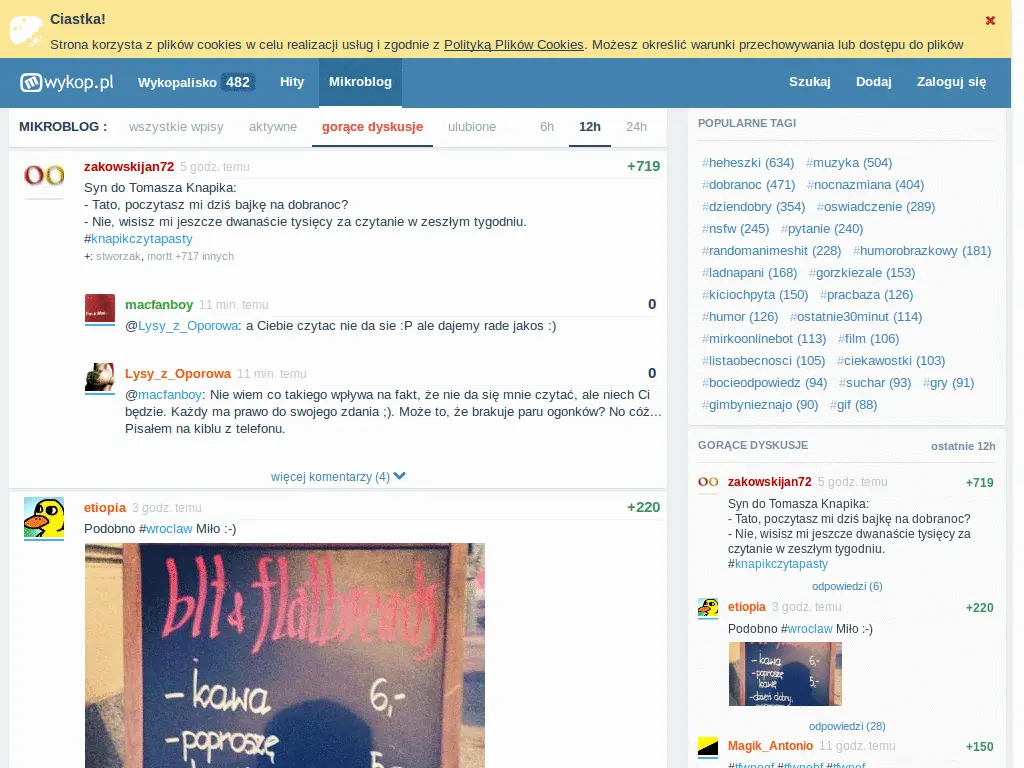 Ciastka!
Strona korzysta z plików cookies w celu realizacji usług i zgodnie z Polityką Plików Cookies. Możesz określić warunki przechowywania lub dostępu do plików
wykop.pl Wykopalisko 482 Hity Mikroblog Szukaj Dodaj Zaloguj się
MIKROBLOG : wszystkie wpisy aktywne gorące dyskusje ulubione 6h 12h 24h
zakowskijan72 5 godz. temu +719
Syn do Tomasza Knapika:
- Tato, poczytasz mi dziś bajkę na dobranoc?
- Nie, wisisz mi jeszcze dwanaście tysięcy za czytanie w zeszłym tygodniu.
#knapikczytapasty
+: stworzak, mortt +717 innych
macfanboy 11 min. temu 0
@Lysy_z_Oporowa: a Ciebie czytac nie da sie :P ale dajemy rade jakos :)
Lysy_z_Oporowa 11 min. temu 0
@macfanboy: Nie wiem co takiego wpływa na fakt, że nie da się mnie czytać, ale niech Ci
będzie. Każdy ma prawo do swojego zdania ;). Może to, że brakuje paru ogonków? No cóż...
Pisałem na kiblu z telefonu.
więcej komentarzy (4)
etiopia 3 godz. temu +220
Podobno #wroclaw Miło :-)
blt & flatbreads
- kawa 6,-
- poproszę
POPULARNE TAGI
#heheszki (634) #muzyka (504)
#dobranoc (471) #nocnazmiana (404)
#dziendobry (354) #oswiadczenie (289)
#nsfw (245) #pytanie (240)
#randomanimeshit (228) #humorobrazkowy (181)
#ladnapani (168) #gorzkiezale (153)
#kiciochpyta (150) #pracbaza (126)
#humor (126) #ostatnie30minut (114)
#mirkoonlinebot (113) #film (106)
#listaobecnosci (105) #ciekawostki (103)
#bocieodpowiedz (94) #suchar (93) #gry (91)
#gimbynieznajo (90) #gif (88)
GORĄCE DYSKUSJE ostatnie 12h
zakowskijan72 5 godz. temu +719
Syn do Tomasza Knapika:
- Tato, poczytasz mi dziś bajkę na dobranoc?
- Nie, wisisz mi jeszcze dwanaście tysięcy za
czytanie w zeszłym tygodniu.
#knapikczytapasty
odpowiedzi (6)
etiopia 3 godz. temu +220
Podobno #wroclaw Miło :-)
- kawa 6,-
- poproszę
kawę 5,-
- dzień dobry,
odpowiedzi (28)
Magik_Antonio 11 godz. temu +150